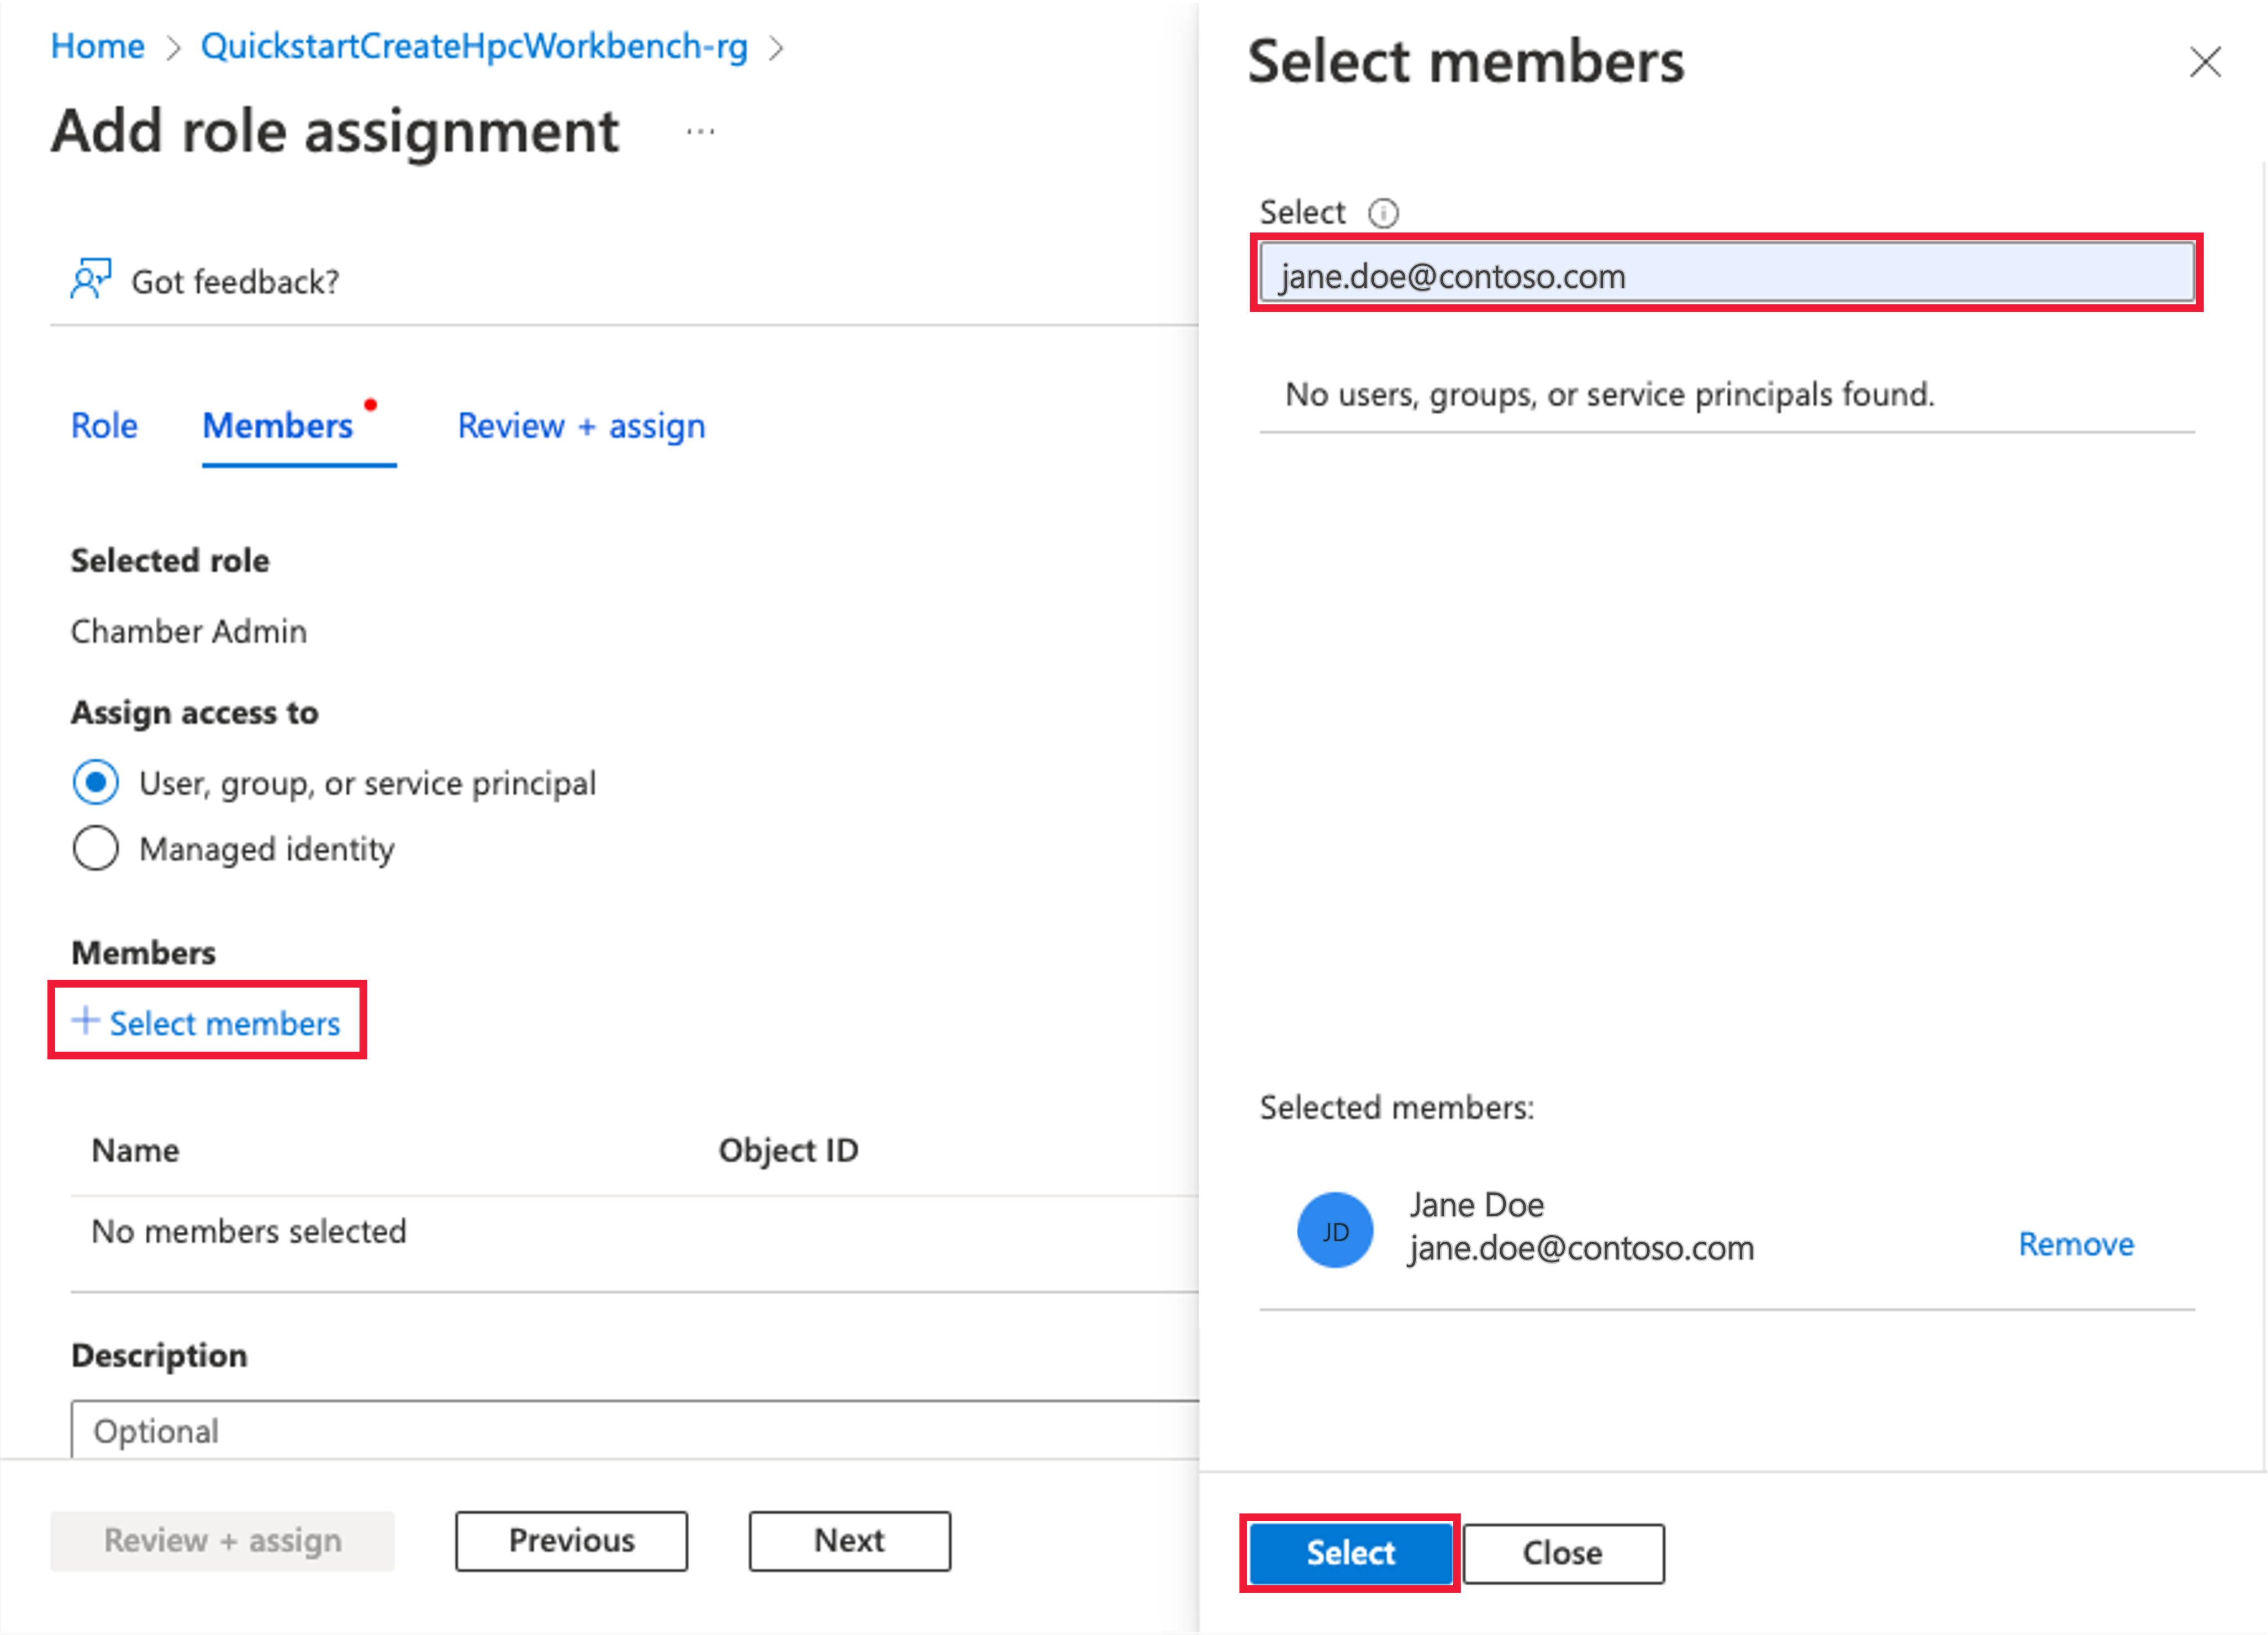 Home > QuickstartCreateHpcWorkbench-rg >
Add role assignment ...
Got feedback?
Role Members Review + assign
Selected role
Chamber Admin
Assign access to
User, group, or service principal
Managed identity
Members
+ Select members
Name Object ID
No members selected
Description
Optional
Review + assign Previous Next
Select members
Select
jane.doe@contoso.com
No users, groups, or service principals found.
Selected members:
JD
Jane Doe
jane.doe@contoso.com
Remove
Select Close